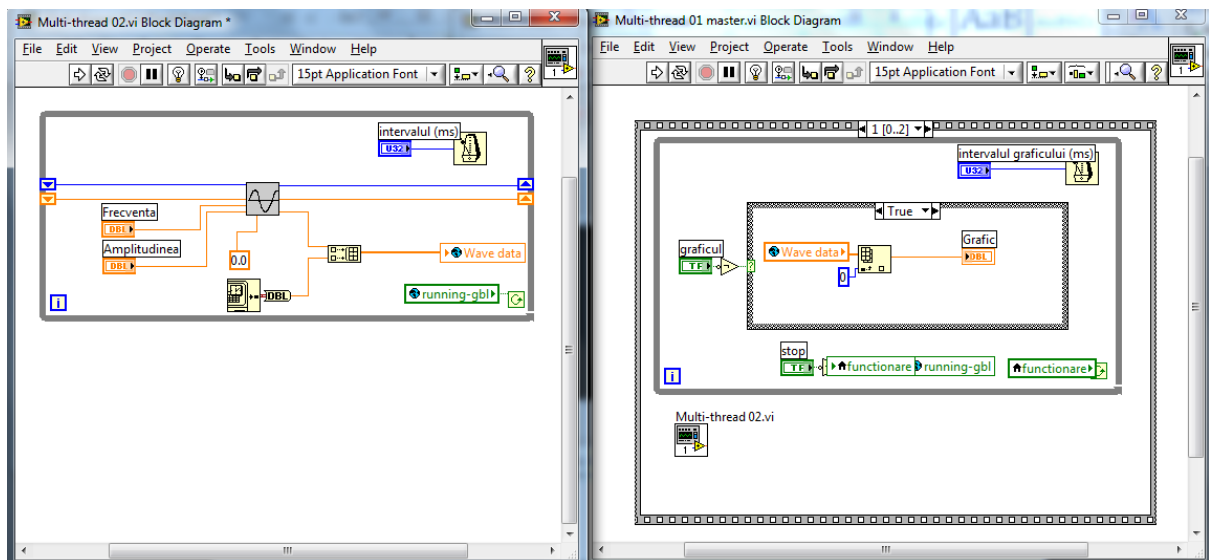 Multi-thread 02.vi Block Diagram *
File Edit View Project Operate Tools Window Help
15pt Application Font
1
intervalul (ms)
U32
Frecventa
DBL
Amplitudinea
DBL
0.0
DBL
Wave data
running-gbl
i
Multi-thread 01 master.vi Block Diagram
File Edit View Project Operate Tools Window Help
15pt Application Font
1
1 [0..2]
intervalul graficului (ms)
U32
True
graficul
TF
Wave data
0
Grafic
DBL
stop
TF
functionare
running-gbl
functionare
i
Multi-thread 02.vi
1